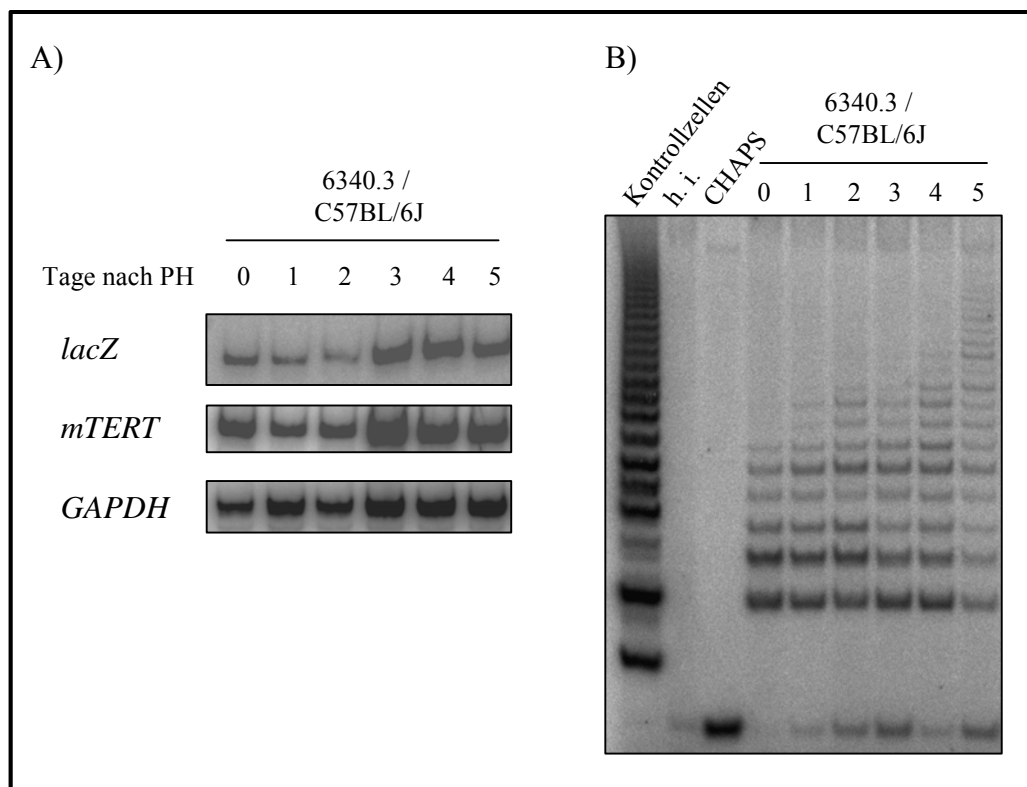 A)
6340.3 /
C57BL/6J
Tage nach PH 0 1 2 3 4 5
lacZ
mTERT
GAPDH
B)
Kontrollzellen
h. i.
CHAPS
6340.3 /
C57BL/6J
0 1 2 3 4 5